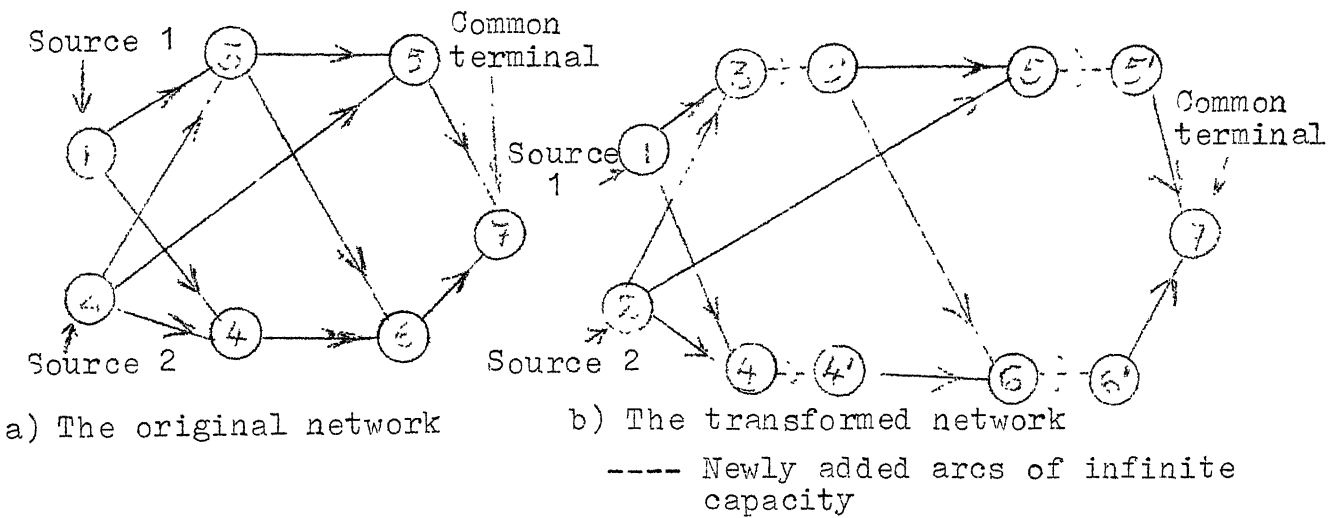 Source 1
3
5
Common
terminal
1
7
2
4
6
Source 2
a) The original network
3
3'
5
5'
Common
terminal
Source
1
1
7
2
Source 2
4
4'
6
6'
b) The transformed network
---- Newly added arcs of infinite
capacity